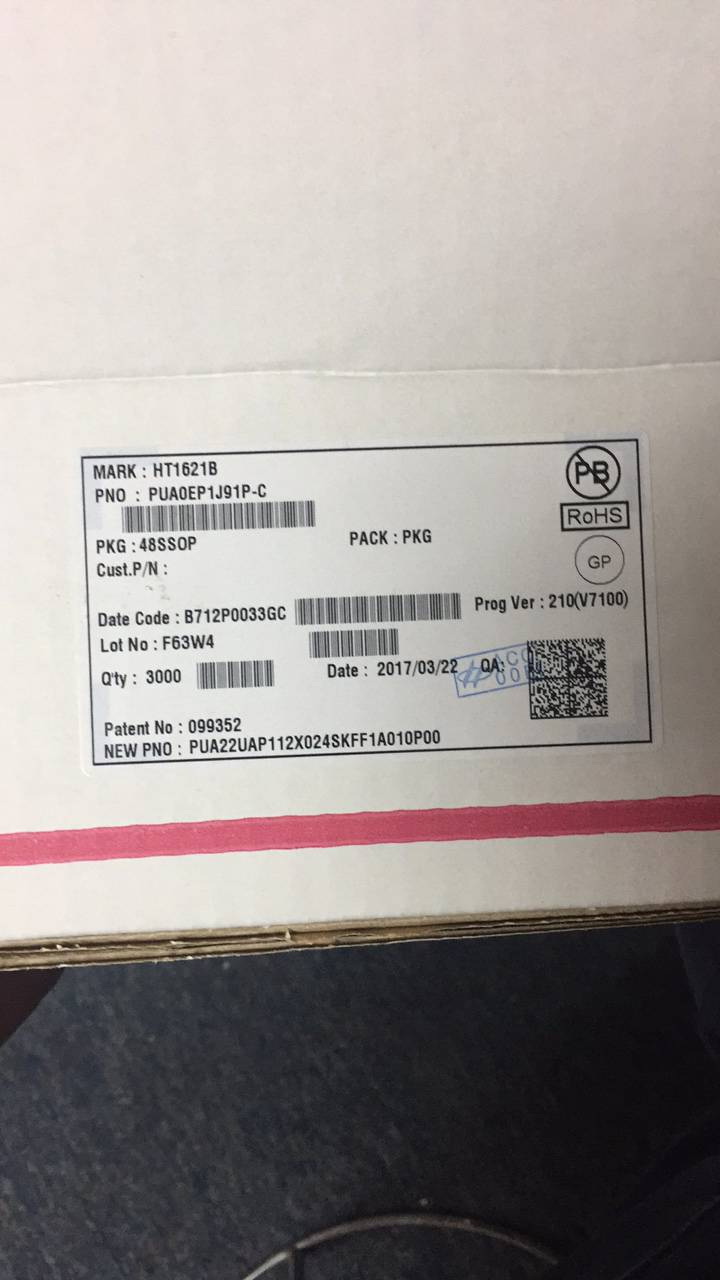 MARK : HT1621B
PNO : PUA0EP1J91P-C
PB
RoHS
PKG : 48SSOP
PACK : PKG
GP
Cust.P/N :
Date Code : B712P0033GC
Prog Ver : 210(V7100)
Lot No : F63W4
Q'ty : 3000
Date : 2017/03/22
QA:
Patent No : 099352
NEW PNO : PUA22UAP112X024SKFF1A010P00